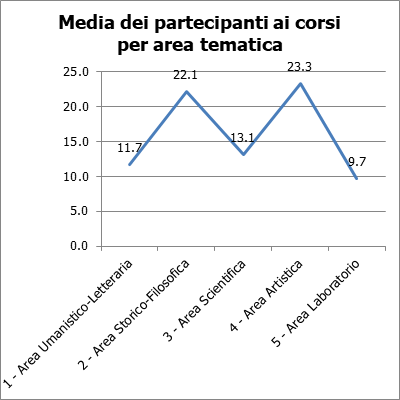 Media dei partecipanti ai corsi
per area tematica
25.0
20.0
15.0
10.0
5.0
0.0
11.7
22.1
13.1
23.3
9.7
1 - Area Umanistico-Letteraria
2 - Area Storico-Filosofica
3 - Area Scientifica
4 - Area Artistica
5 - Area Laboratorio